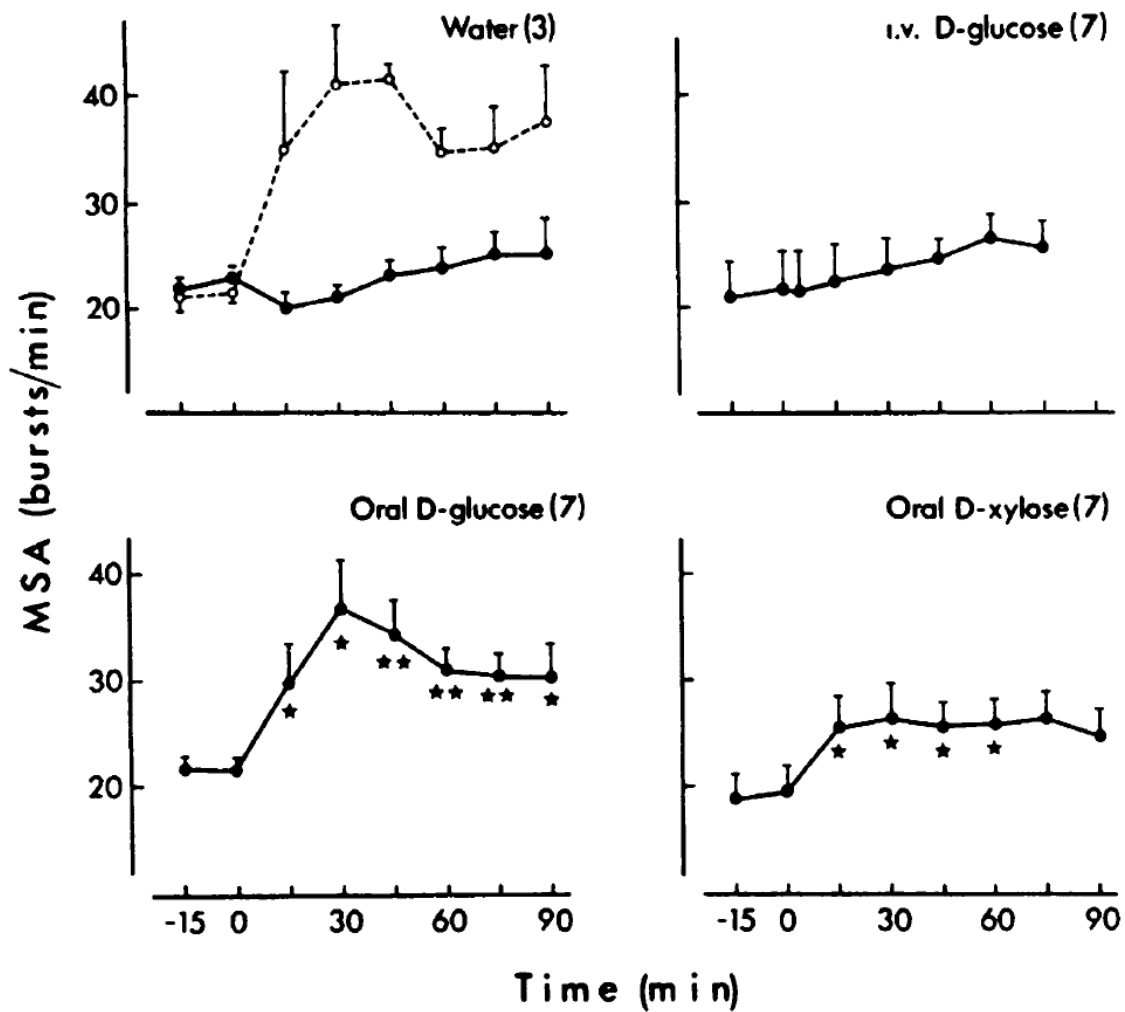 Water (3)
ı.v. D-glucose (7)
40
30
20
MSA (bursts/min)
Oral D-glucose (7)
Oral D-xylose (7)
40
30
20
★
★
★★
★★
★★
★
★
★
★
★
-15 0 30 60 90
-15 0 30 60 90
Time (min)